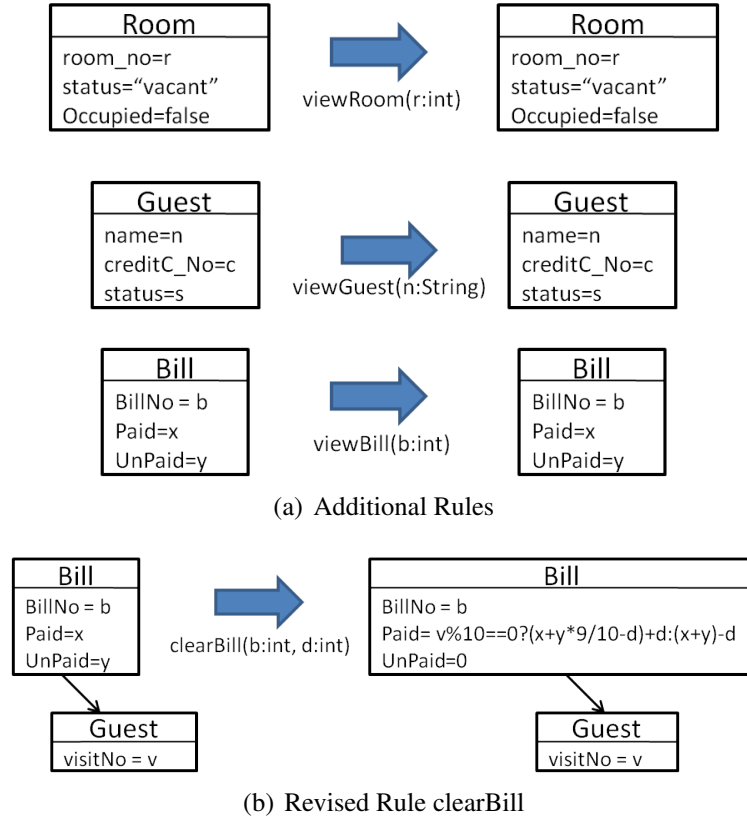 Room
room_no=r
status=“vacant”
Occupied=false
viewRoom(r:int)
Room
room_no=r
status=“vacant”
Occupied=false
Guest
name=n
creditC_No=c
status=s
viewGuest(n:String)
Guest
name=n
creditC_No=c
status=s
Bill
BillNo = b
Paid=x
UnPaid=y
viewBill(b:int)
Bill
BillNo = b
Paid=x
UnPaid=y
(a) Additional Rules
Bill
BillNo = b
Paid=x
UnPaid=y
clearBill(b:int, d:int)
Bill
BillNo = b
Paid= v%10==0?(x+y*9/10-d)+d:(x+y)-d
UnPaid=0
Guest
visitNo = v
Guest
visitNo = v
(b) Revised Rule clearBill